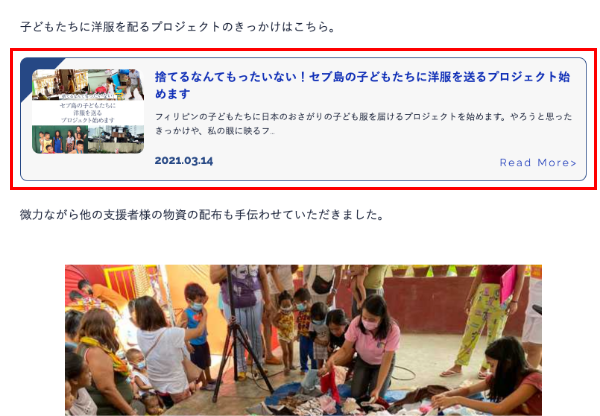 子どもたちに洋服を配るプロジェクトのきっかけはこちら。
セブ島の子どもたちに
洋服を送る
プロジェクト始めます
捨てるなんてもったいない！セブ島の子どもたちに洋服を送るプロジェクト始
めます
フィリピンの子どもたちに日本のおさがりの子ども服を届けるプロジェクトを始めます。やろうと思った
きっかけや、私の眼に映るフ...
2021.03.14
Read More>
微力ながら他の支援者様の物資の配布も手伝わせていただきました。